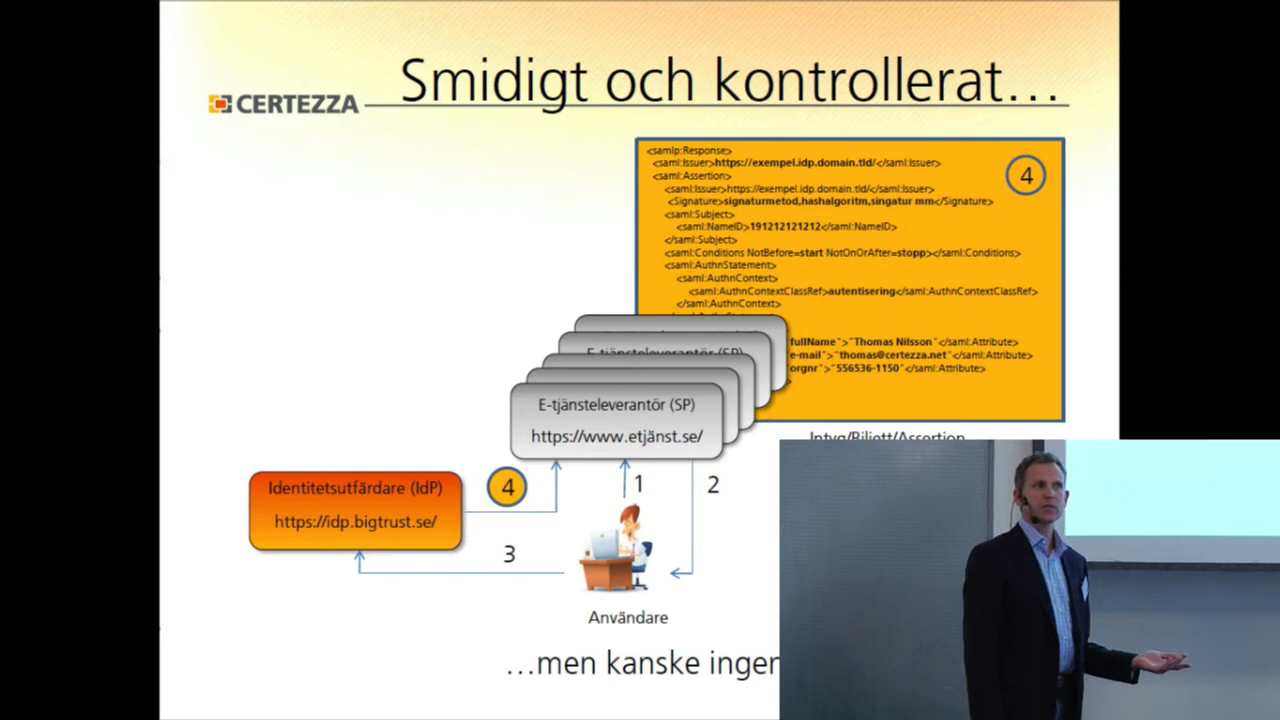 Smidigt och kontrollerat...
CERTEZZA
<samlp:Response>
<saml:Issuer>https://exempel.idp.domain.tld/</saml:Issuer>
<saml:Assertion>
<saml:Issuer>https://exempel.idp.domain.tld/</saml:Issuer>
<Signature>signaturmetod,hashalgoritm,singatur mm</Signature>
<saml:Subject>
<saml:NameID>191212121212</saml:NameID>
</saml:Subject>
<saml:Conditions NotBefore=start NotOnOrAfter=stopp></saml:Conditions>
<saml:AuthnStatement>
<saml:AuthnContext>
<saml:AuthnContextClassRef>autentisering</saml:AuthnContextClassRef>
</saml:AuthnContext>
fullName">"Thomas Nilsson"</saml:Attribute>
e-mail">"thomas@certezza.net"</saml:Attribute>
orgnr">"556536-1150"</saml:Attribute>
4
E-tjänsteleverantör (SP)
E-tjänsteleverantör (SP)
https://www.etjänst.se/
Intyg/Biljett/Assertion
Identitetsutfärdare (IdP)
https://idp.bigtrust.se/
4
1
2
3
Användare
...men kanske